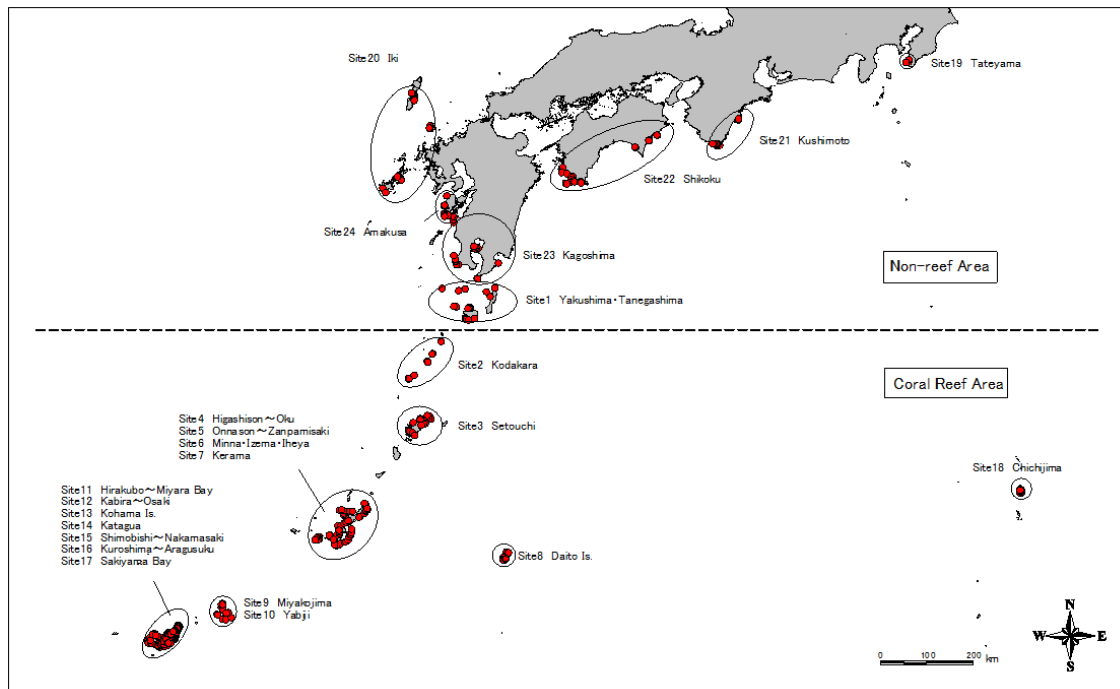 Site20 Iki
Site19 Tateyama
Site21 Kushimoto
Site22 Shikoku
Site24 Amakusa
Site23 Kagoshima
Non-reef Area
Site1 Yakushima・Tanegashima
Site2 Kodakara
Coral Reef Area
Site4 Higashison～Oku
Site5 Onnason～Zanpamisaki
Site6 Minna・Izema・Iheya
Site7 Kerama
Site3 Setouchi
Site18 Chichijima
Site11 Hirakubo～Miyara Bay
Site12 Kabira～Osaki
Site13 Kohama Is.
Site14 Katagua
Site15 Shimobishi～Nakamasaki
Site16 Kuroshima～Aragusuku
Site17 Sakiyama Bay
Site8 Daito Is.
Site9 Miyakojima
Site10 Yabiji
N
W E
S
0 100 200
km